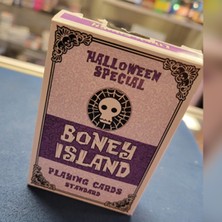 HALLOWEEN
SPECIAL
BONEY
ISLAND
PLAYING CARDS
STANDARD